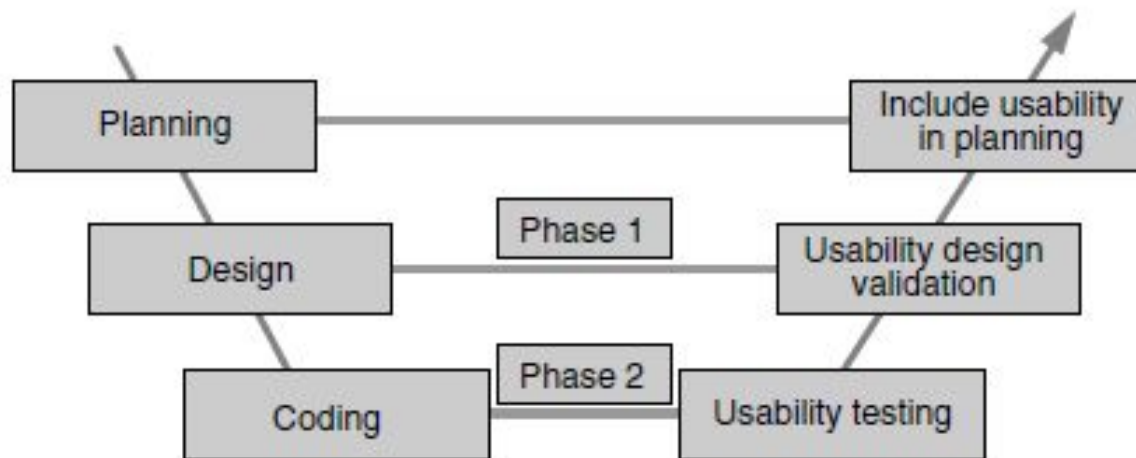 Planning
Include usability
in planning
Phase 1
Design
Usability design
validation
Phase 2
Coding
Usability testing